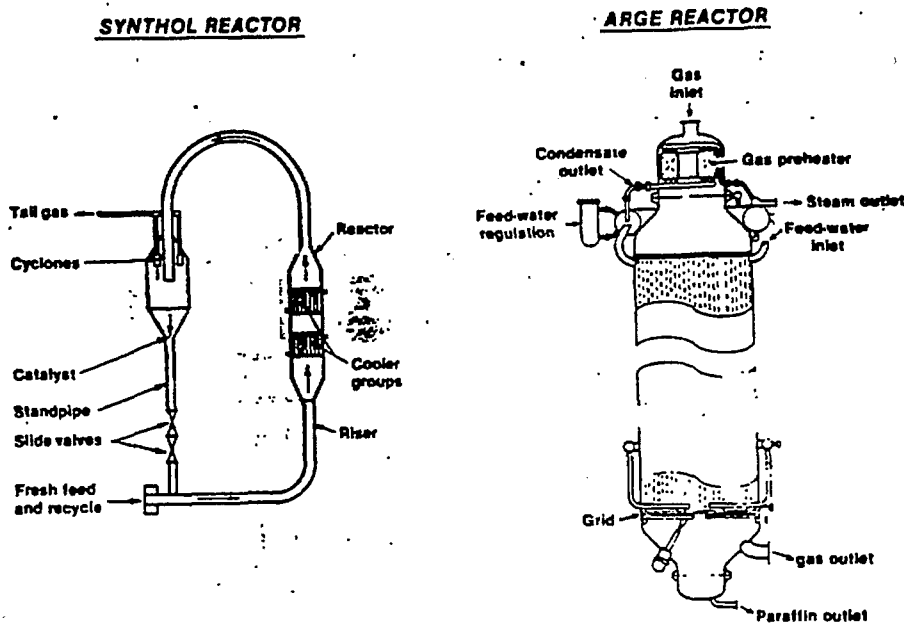 SYNTHOL REACTOR
Tail gas
Cyclones
Catalyst
Standpipe
Slide valves
Fresh feed
and recycle
Reactor
Cooler
groups
Riser
ARGE REACTOR
Gas
inlet
Condensate
outlet
Gas preheater
Feed-water
regulation
Steam outlet
Feed-water
inlet
Grid
gas outlet
Paraffin outlet